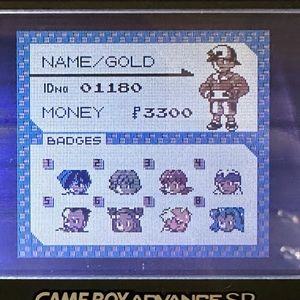 NAME/GOLD
IDNo 01180
MONEY ₽3300
BADGES
1 2 3 4
5 6 7 8
GAME BOY ADVANCE SP